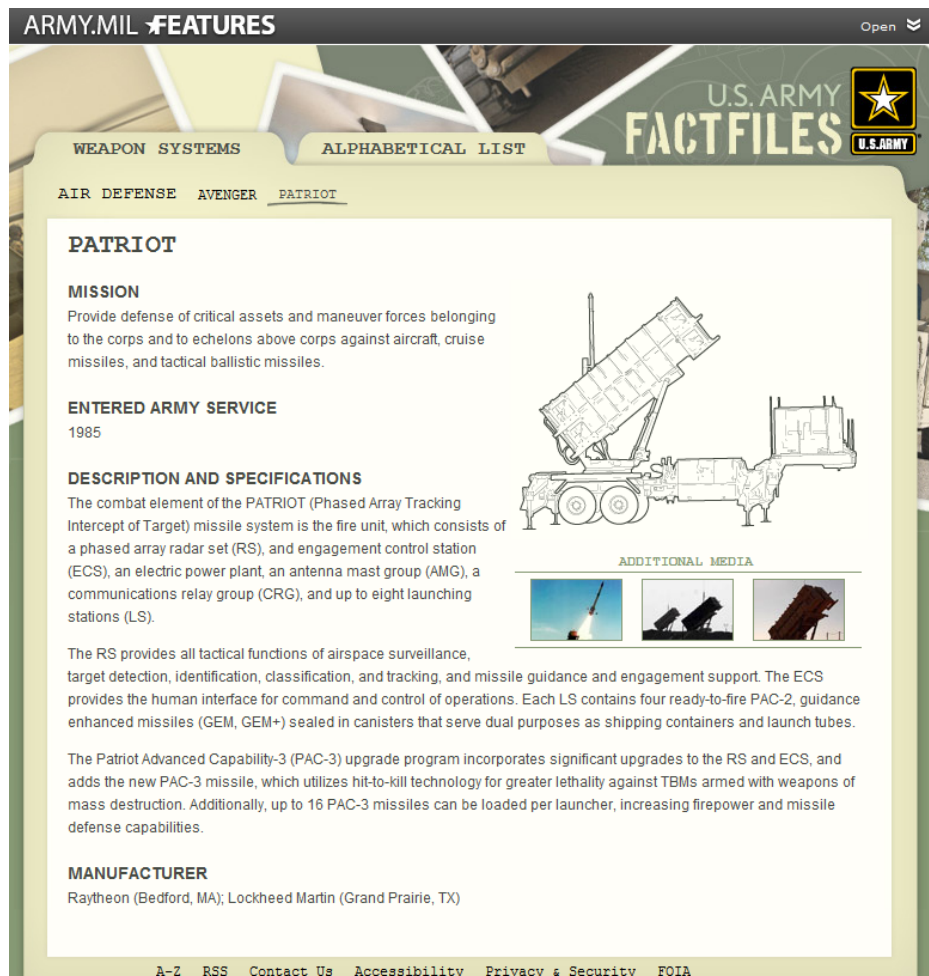 ARMY.MIL FEATURES
Open
U.S. ARMY
FACTFILES
U.S.ARMY
WEAPON SYSTEMS
ALPHABETICAL LIST
AIR DEFENSE AVENGER PATRIOT
PATRIOT
MISSION
Provide defense of critical assets and maneuver forces belonging
to the corps and to echelons above corps against aircraft, cruise
missiles, and tactical ballistic missiles.
ENTERED ARMY SERVICE
1985
DESCRIPTION AND SPECIFICATIONS
The combat element of the PATRIOT (Phased Array Tracking
Intercept of Target) missile system is the fire unit, which consists of
a phased array radar set (RS), and engagement control station
(ECS), an electric power plant, an antenna mast group (AMG), a
communications relay group (CRG), and up to eight launching
stations (LS).
ADDITIONAL MEDIA
The RS provides all tactical functions of airspace surveillance,
target detection, identification, classification, and tracking, and missile guidance and engagement support. The ECS
provides the human interface for command and control of operations. Each LS contains four ready-to-fire PAC-2, guidance
enhanced missiles (GEM, GEM+) sealed in canisters that serve dual purposes as shipping containers and launch tubes.
The Patriot Advanced Capability-3 (PAC-3) upgrade program incorporates significant upgrades to the RS and ECS, and
adds the new PAC-3 missile, which utilizes hit-to-kill technology for greater lethality against TBMs armed with weapons of
mass destruction. Additionally, up to 16 PAC-3 missiles can be loaded per launcher, increasing firepower and missile
defense capabilities.
MANUFACTURER
Raytheon (Bedford, MA); Lockheed Martin (Grand Prairie, TX)
A-Z RSS Contact Us Accessibility Privacy & Security FOIA